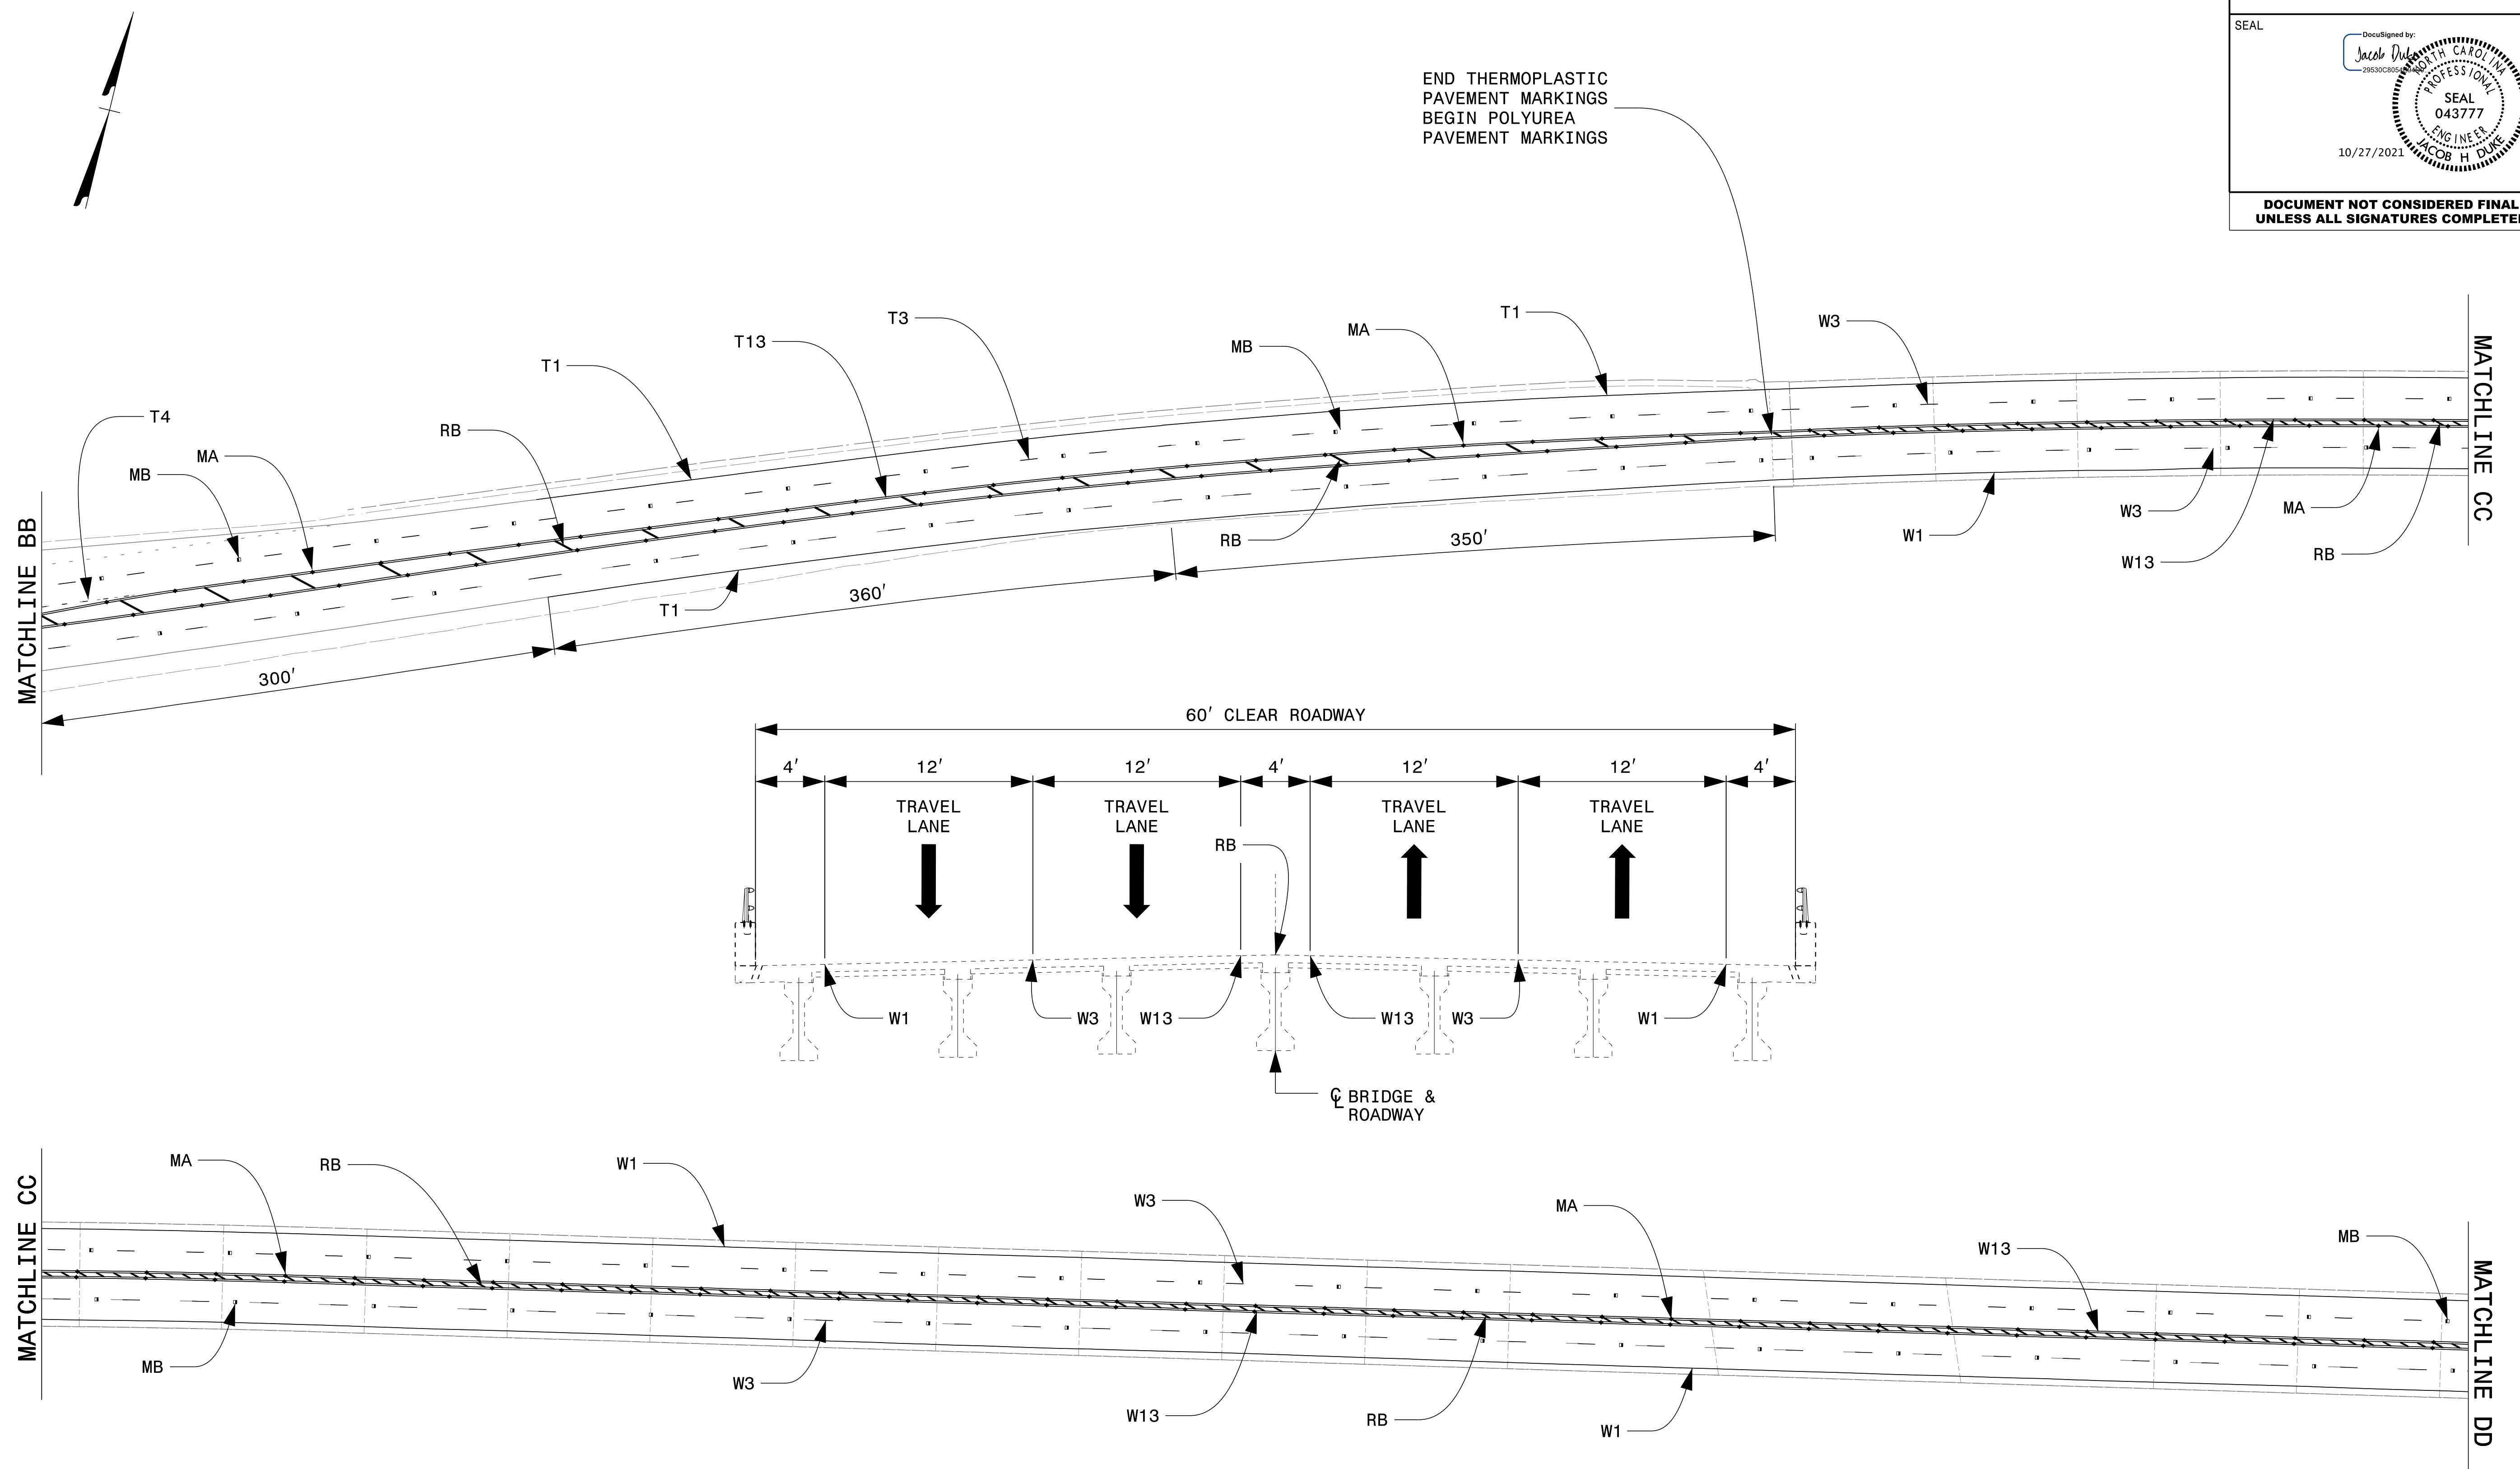 SEAL
DocuSigned by:
Jacob Duke
NORTH CAROLINA
PROFESSIONAL
SEAL
043777
ENGINEER
JACOB H DUKE
10/27/2021
DOCUMENT NOT CONSIDERED FINAL
UNLESS ALL SIGNATURES COMPLETE
END THERMOPLASTIC
PAVEMENT MARKINGS
BEGIN POLYUREA
PAVEMENT MARKINGS
MATCHLINE BB
T4
MB
MA
RB
T1
T13
T3
MB
MA
T1
W3
MATCHLINE CC
T1
RB
W1
W3
W13
MA
RB
300'
360'
350'
60' CLEAR ROADWAY
4'
12'
12'
4'
12'
12'
4'
TRAVEL
LANE
TRAVEL
LANE
TRAVEL
LANE
TRAVEL
LANE
RB
W1
W3
W13
W13
W3
W1
℄ BRIDGE &
ROADWAY
MATCHLINE CC
MA
RB
W1
W3
MA
W13
MB
MATCHLINE DD
MB
W3
W13
RB
W1